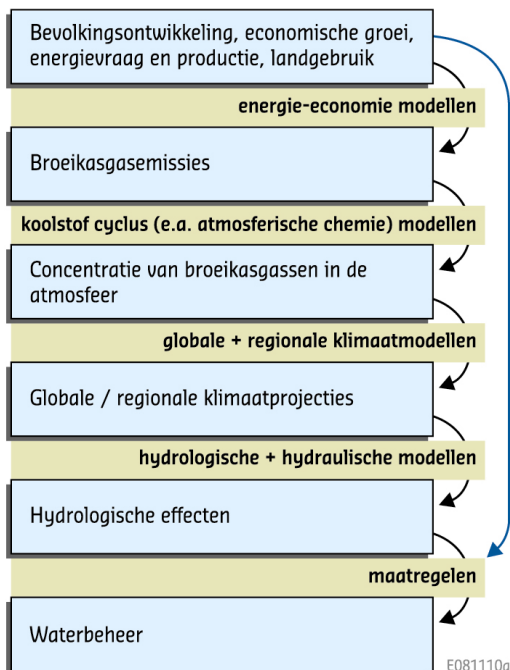 Bevolkingsontwikkeling, economische groei,
energievraag en productie, landgebruik
energie-economie modellen
Broeikasgasemissies
koolstof cyclus (e.a. atmosferische chemie) modellen
Concentratie van broeikasgassen in de
atmosfeer
globale + regionale klimaatmodellen
Globale / regionale klimaatprojecties
hydrologische + hydraulische modellen
Hydrologische effecten
maatregelen
Waterbeheer
E081110a